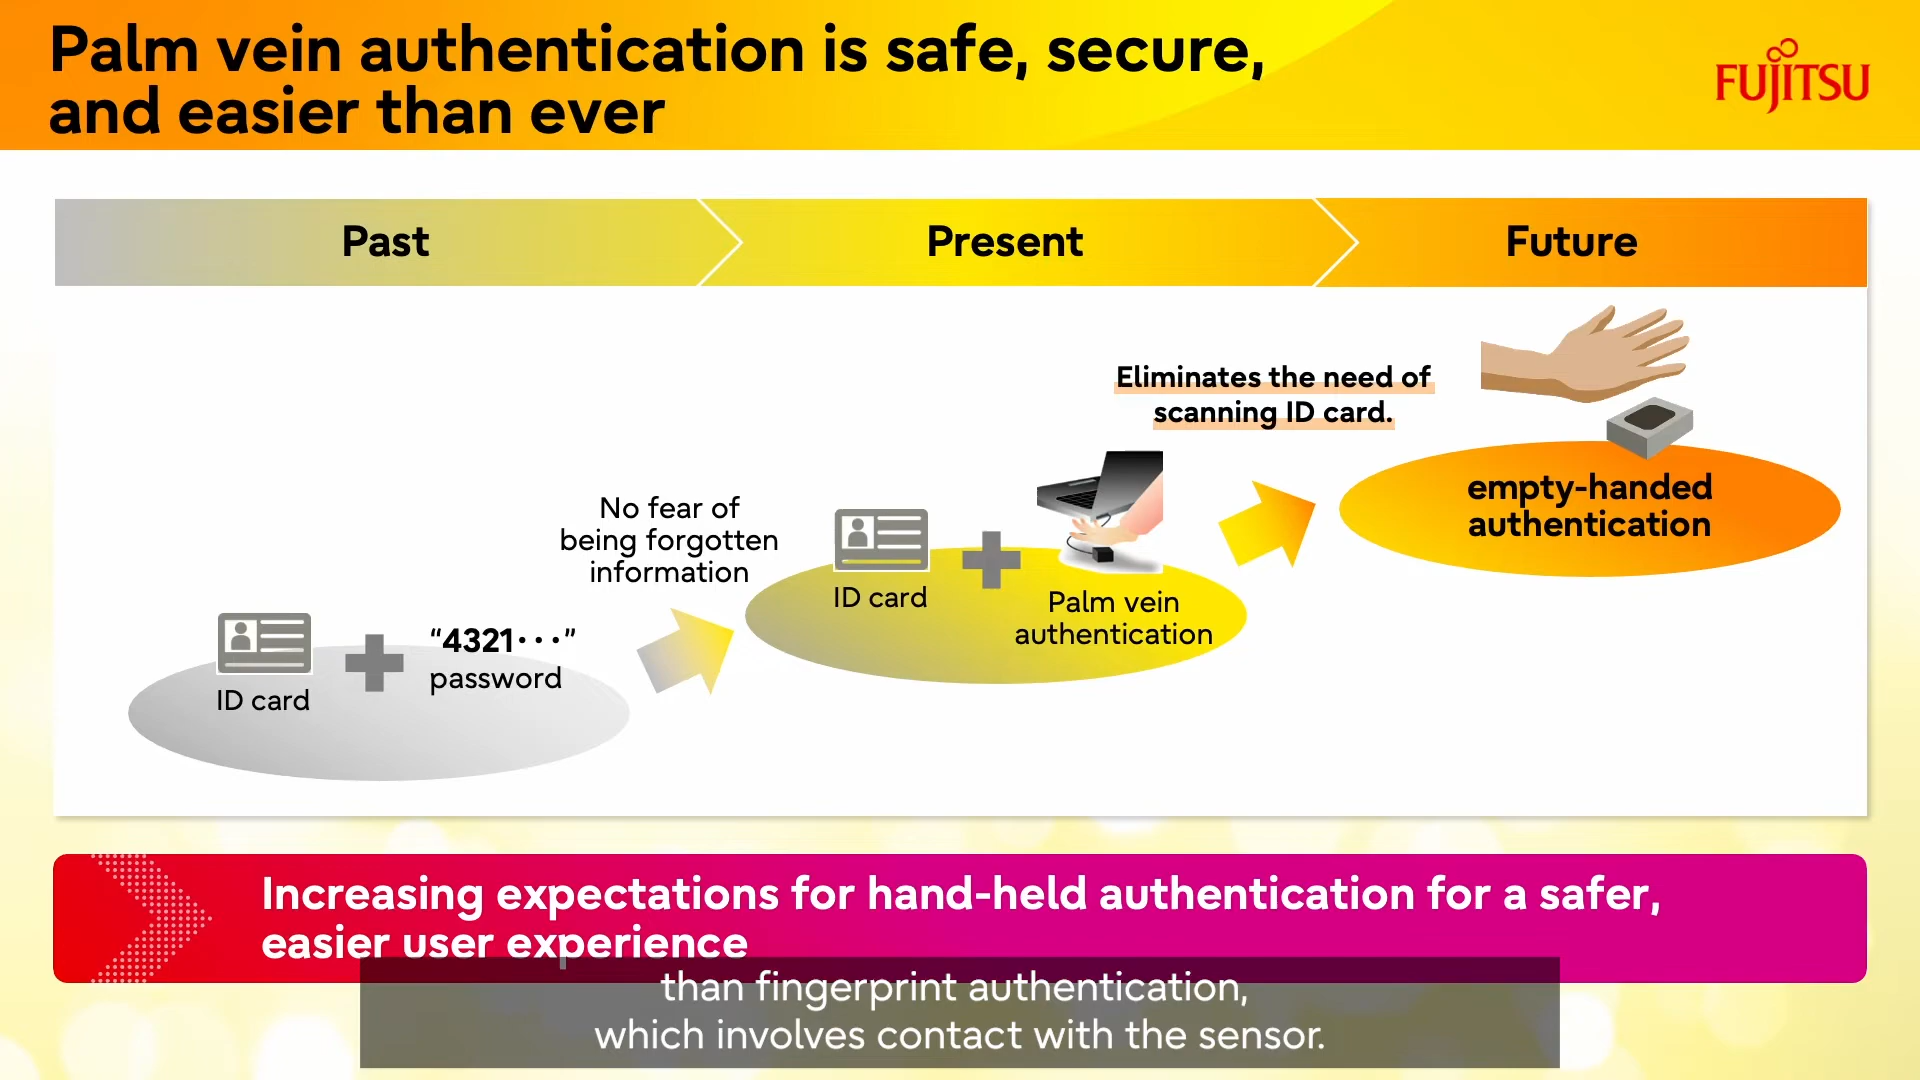 Palm vein authentication is safe, secure,
and easier than ever
FUJITSU
Past
Present
Future
Eliminates the need of
scanning ID card.
empty-handed
authentication
No fear of
being forgotten
information
ID card
Palm vein
authentication
"4321···"
password
ID card
Increasing expectations for hand-held authentication for a safer,
easier user experience
than fingerprint authentication,
which involves contact with the sensor.